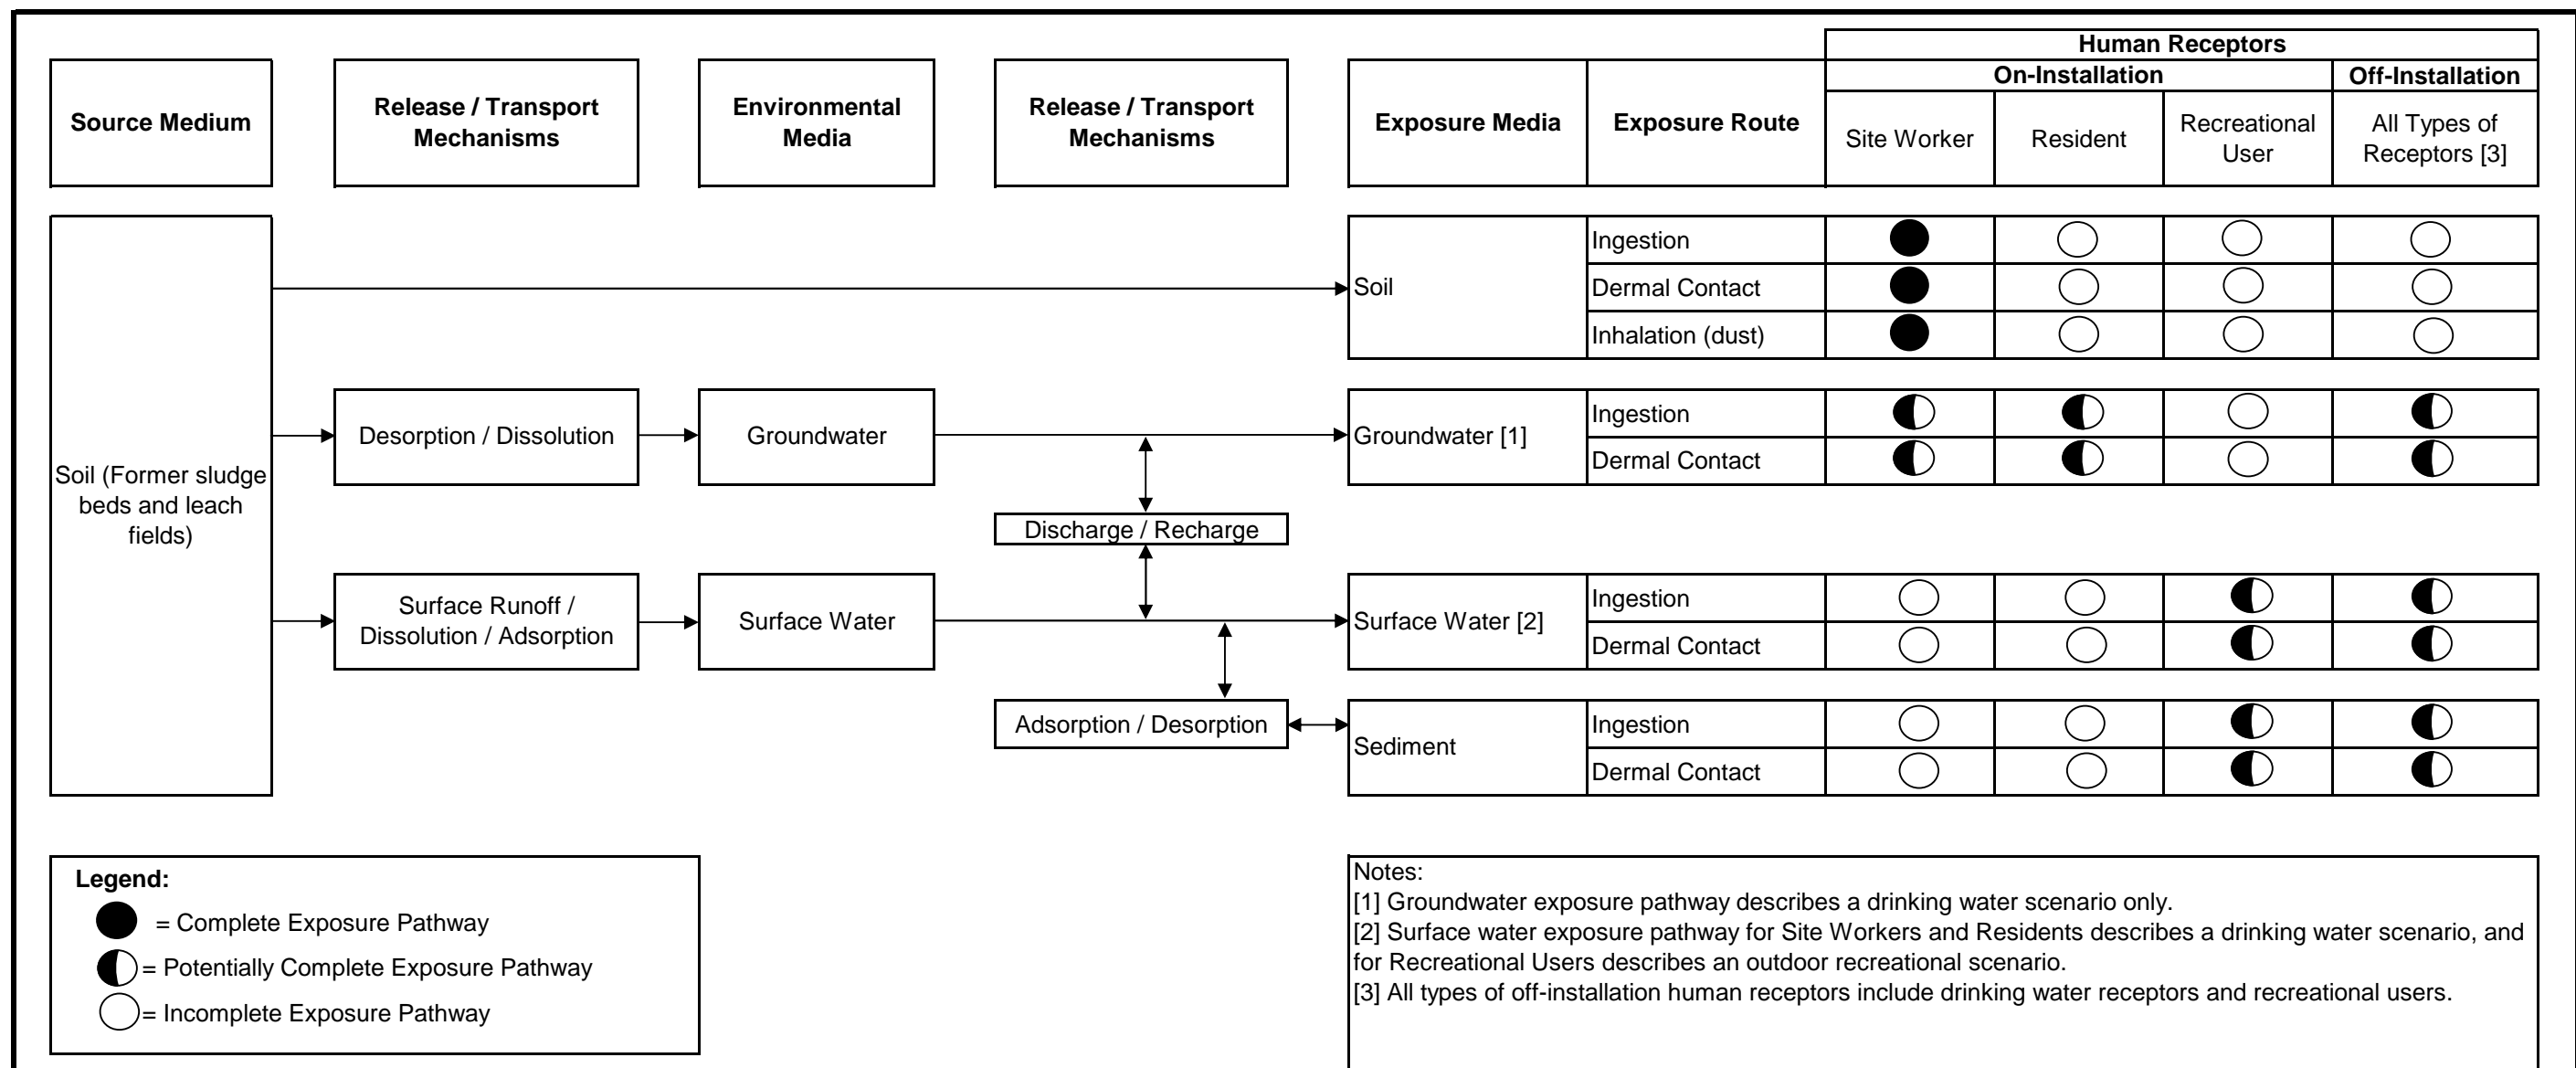 Human Receptors
On-Installation
Off-Installation
Source Medium
Release / Transport
Mechanisms
Environmental
Media
Release / Transport
Mechanisms
Exposure Media
Exposure Route
Site Worker
Resident
Recreational
User
All Types of
Receptors [3]
Soil (Former sludge
beds and leach
fields)
Soil
Ingestion
Dermal Contact
Inhalation (dust)
Desorption / Dissolution
Groundwater
Groundwater [1]
Ingestion
Dermal Contact
Discharge / Recharge
Surface Runoff /
Dissolution / Adsorption
Surface Water
Surface Water [2]
Ingestion
Dermal Contact
Adsorption / Desorption
Sediment
Ingestion
Dermal Contact
Legend:
= Complete Exposure Pathway
= Potentially Complete Exposure Pathway
= Incomplete Exposure Pathway
Notes:
[1] Groundwater exposure pathway describes a drinking water scenario only.
[2] Surface water exposure pathway for Site Workers and Residents describes a drinking water scenario, and
for Recreational Users describes an outdoor recreational scenario.
[3] All types of off-installation human receptors include drinking water receptors and recreational users.